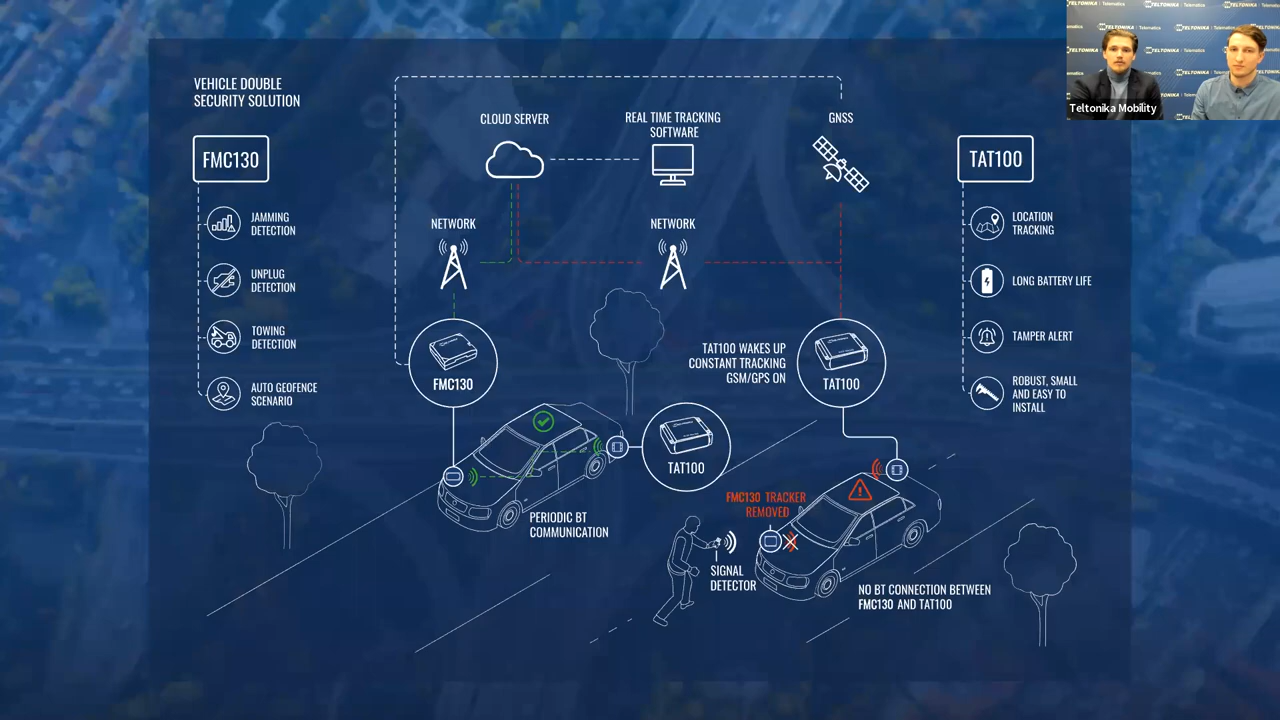 VEHICLE DOUBLE
SECURITY SOLUTION
FMC130
JAMMING
DETECTION
UNPLUG
DETECTION
TOWING
DETECTION
AUTO GEOFENCE
SCENARIO
CLOUD SERVER
REAL TIME TRACKING
SOFTWARE
GNSS
NETWORK
NETWORK
FMC130
TAT100 WAKES UP
CONSTANT TRACKING
GSM/GPS ON
TAT100
TAT100
PERIODIC BT
COMMUNICATION
FMC130 TRACKER
REMOVED
SIGNAL
DETECTOR
NO BT CONNECTION BETWEEN
FMC130 AND TAT100
TAT100
LOCATION
TRACKING
LONG BATTERY LIFE
TAMPER ALERT
ROBUST, SMALL
AND EASY TO
INSTALL
TELTONIKA | Telematics
Teltonika Mobility